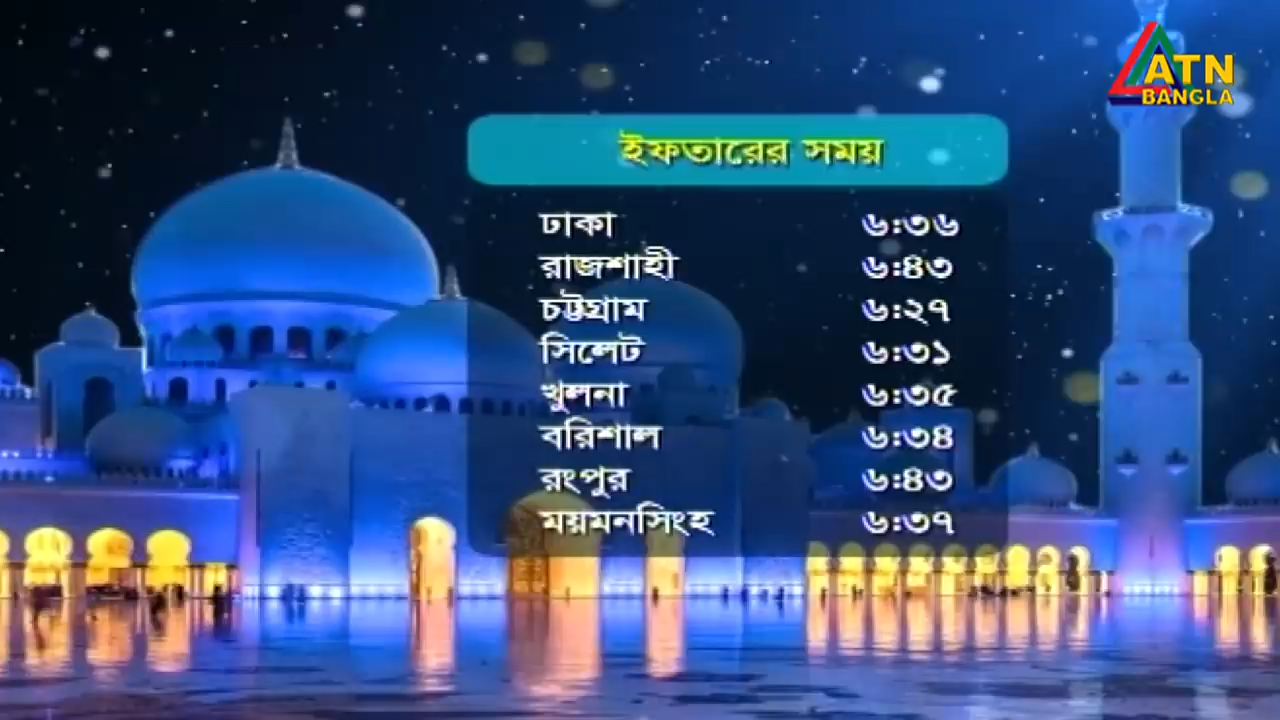 ATN
BANGLA
ইফতারের সময়
ঢাকা ৬:৩৬
রাজশাহী ৬:৪৩
চট্টগ্রাম ৬:২৭
সিলেট ৬:৩১
খুলনা ৬:৩৫
বরিশাল ৬:৩৪
রংপুর ৬:৪৩
ময়মনসিংহ ৬:৩৭